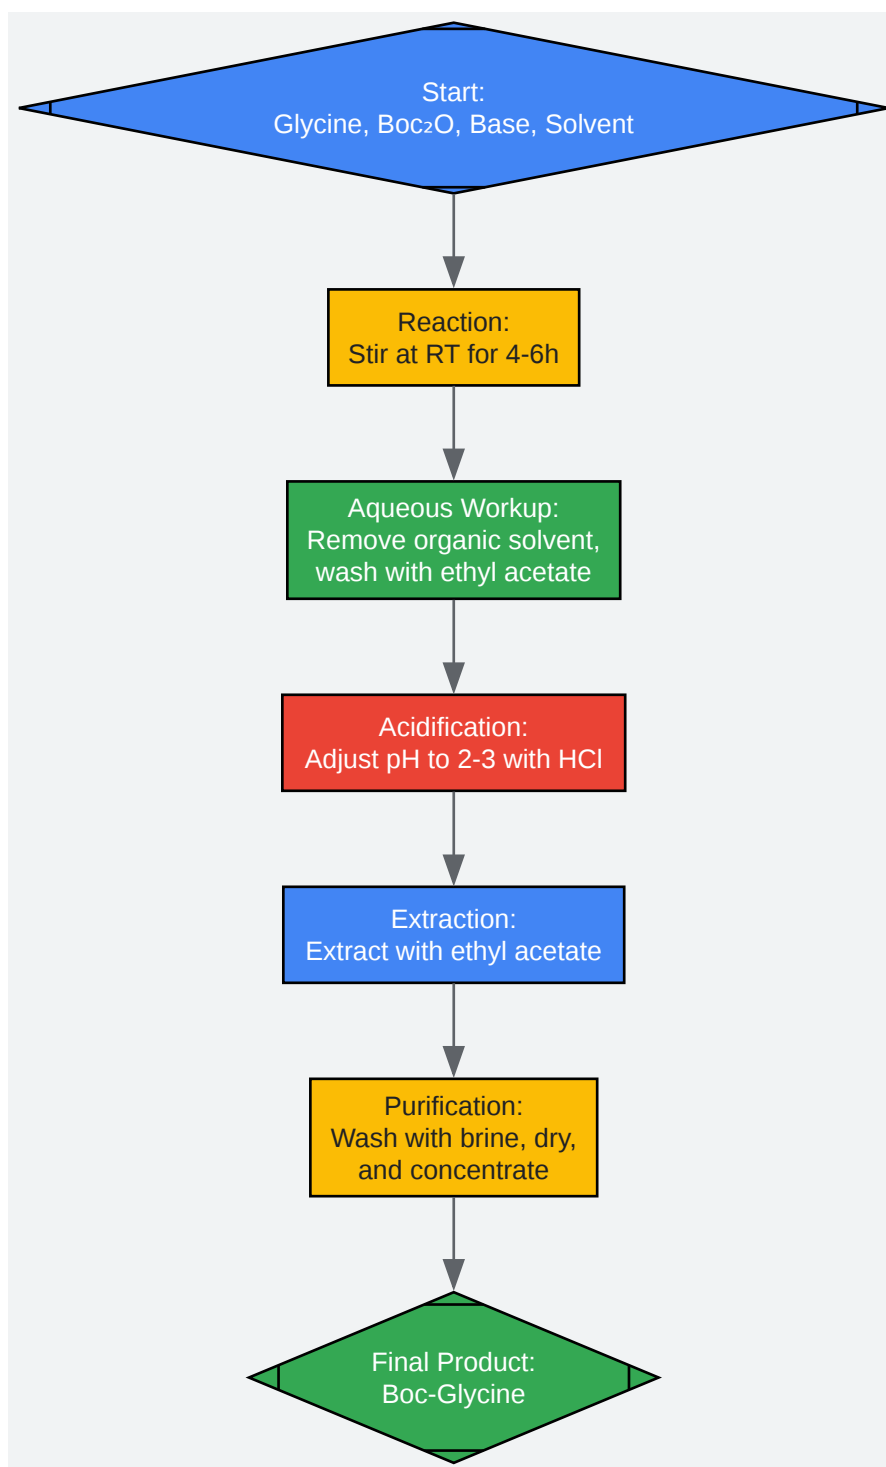 Start:
Glycine, Boc₂O, Base, Solvent
Reaction:
Stir at RT for 4-6h
Aqueous Workup:
Remove organic solvent,
wash with ethyl acetate
Acidification:
Adjust pH to 2-3 with HCl
Extraction:
Extract with ethyl acetate
Purification:
Wash with brine, dry,
and concentrate
Final Product:
Boc-Glycine